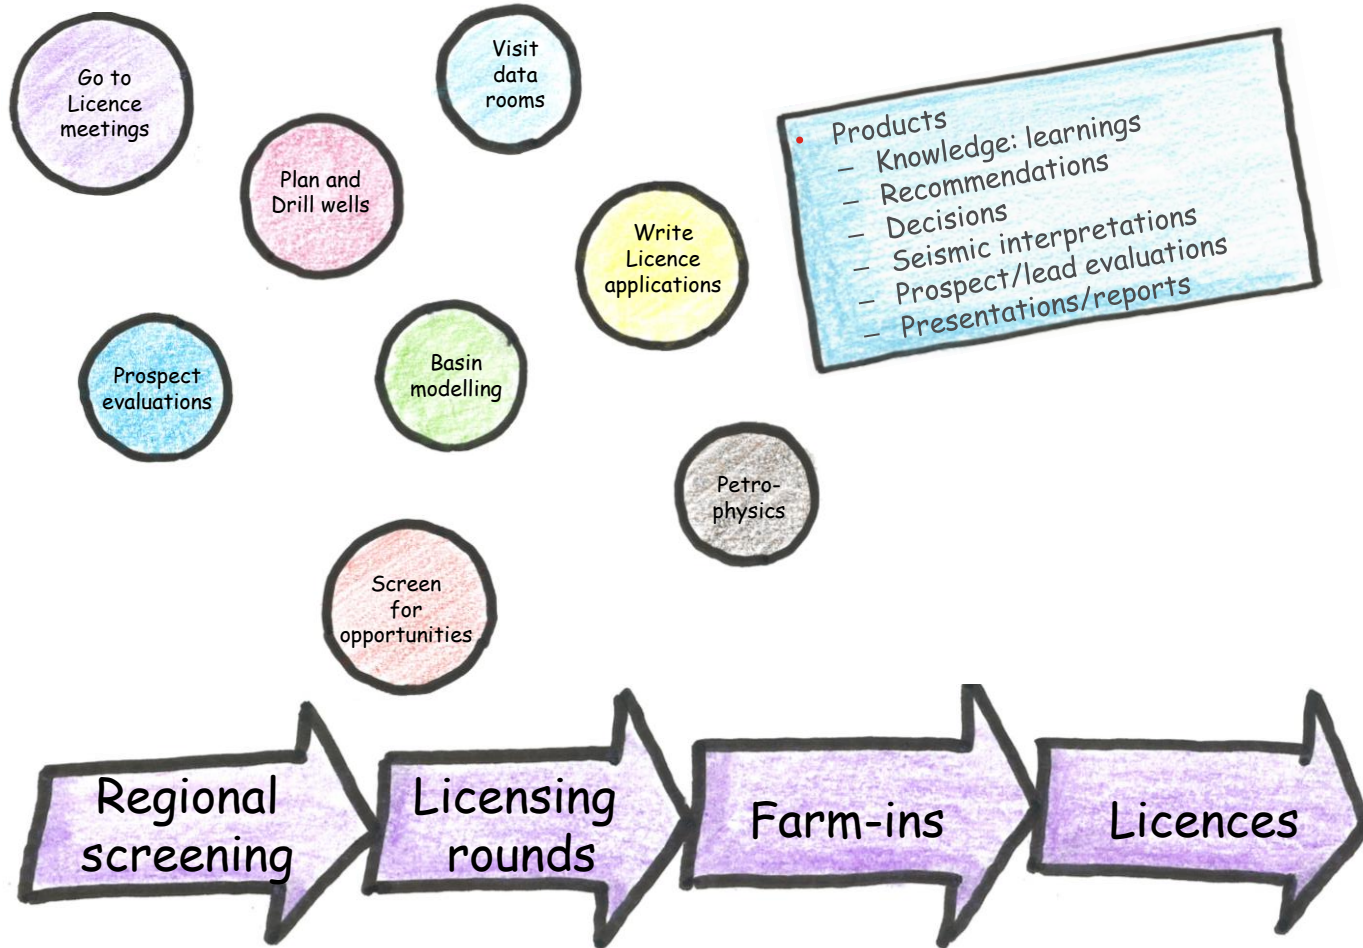 Go to
Licence
meetings
Visit
data
rooms
Plan and
Drill wells
Write
Licence
applications
• Products
– Knowledge: learnings
– Recommendations
– Decisions
– Seismic interpretations
– Prospect/lead evaluations
– Presentations/reports
Prospect
evaluations
Basin
modelling
Petro-
physics
Screen
for
opportunities
Regional
screening
Licensing
rounds
Farm-ins
Licences